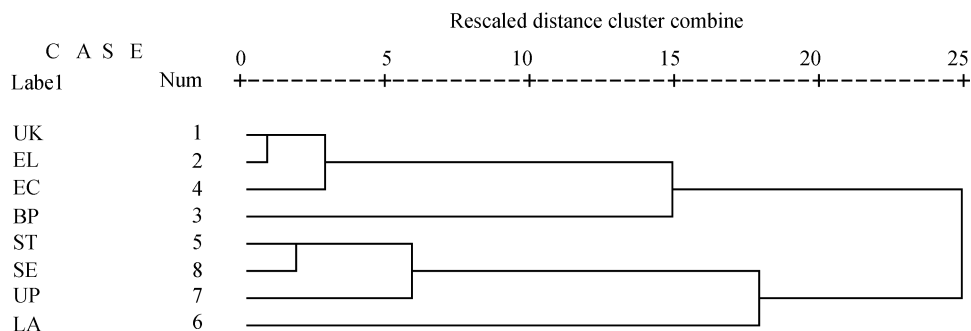 Rescaled distance cluster combine
C A S E
0 5 10 15 20 25
Label Num
UK 1
EL 2
EC 4
BP 3
ST 5
SE 8
UP 7
LA 6